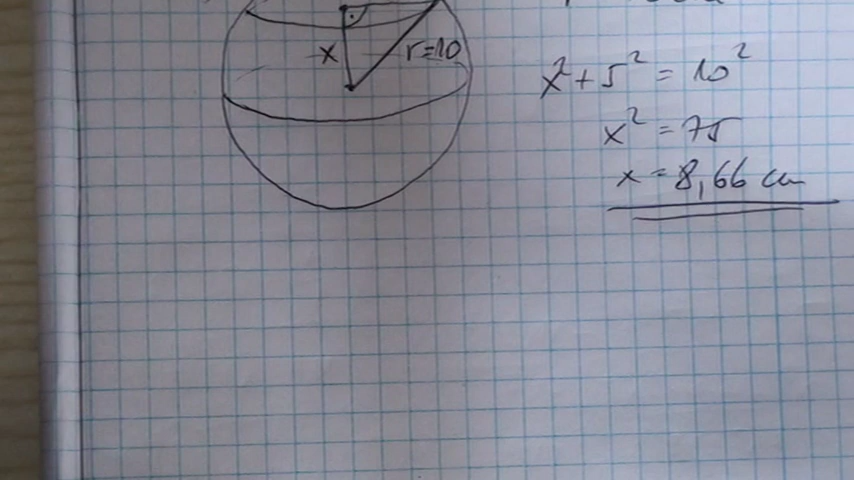 x r=10
x² + 5² = 10²
x² = 75
x = 8,66 cm